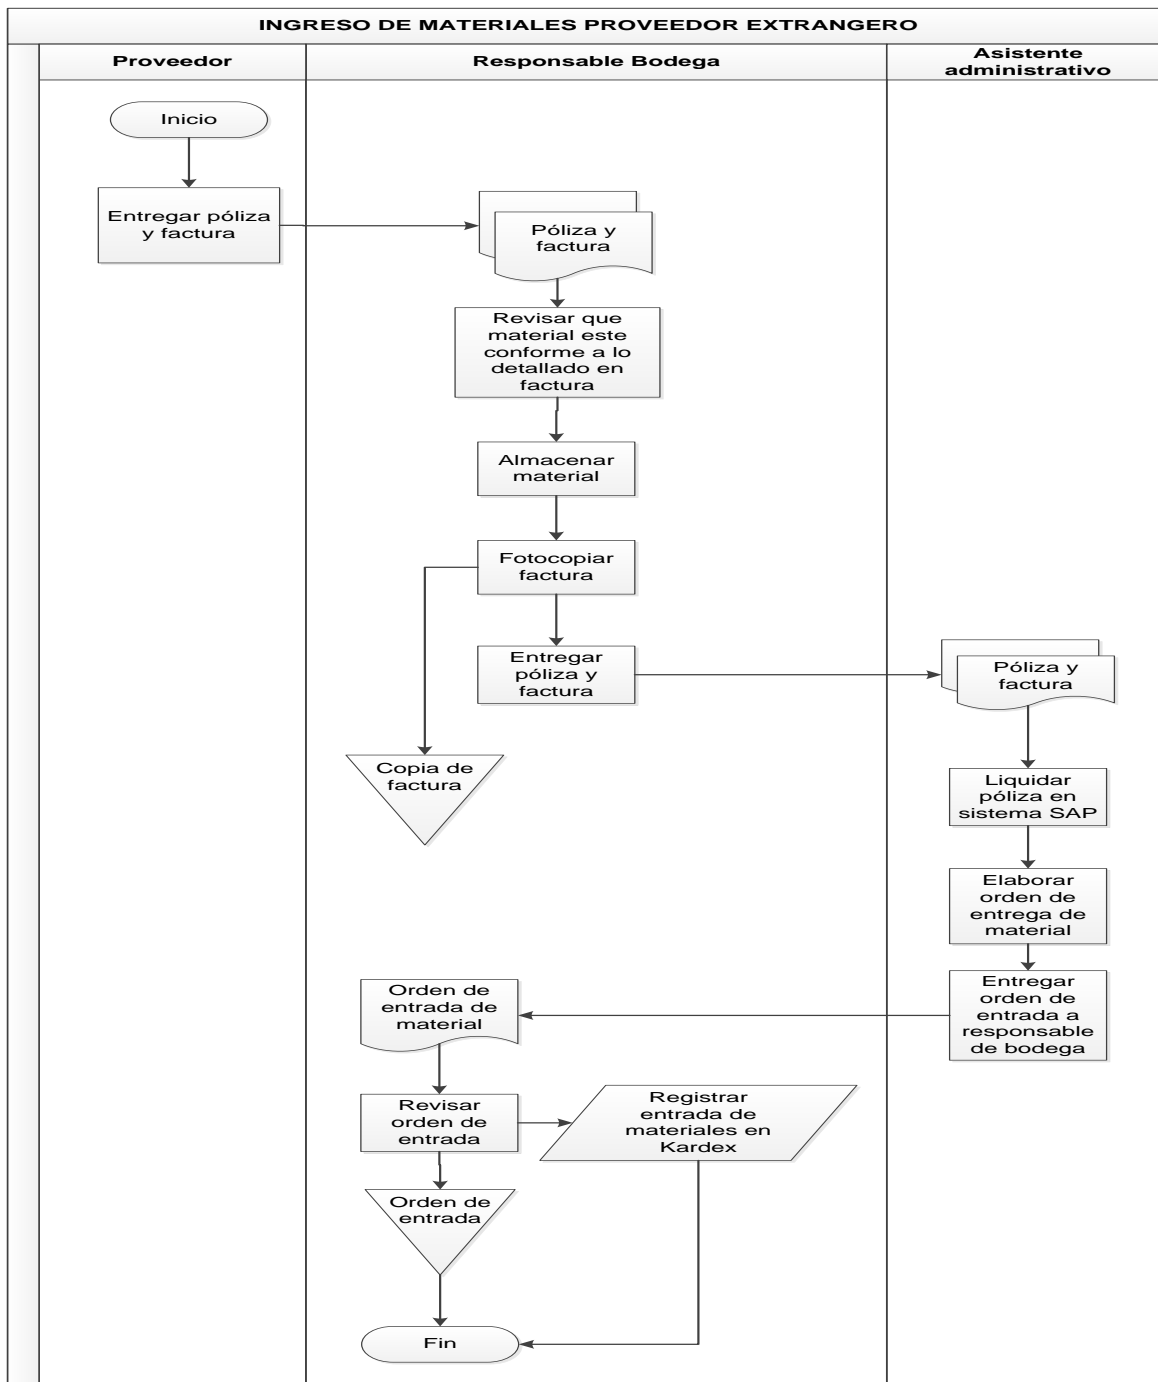 INGRESO DE MATERIALES PROVEEDOR EXTRANGERO
Proveedor
Responsable Bodega
Asistente
administrativo
Inicio
Entregar póliza
y factura
Póliza y
factura
Revisar que
material este
conforme a lo
detallado en
factura
Almacenar
material
Fotocopiar
factura
Entregar
póliza y
factura
Póliza y
factura
Copia de
factura
Liquidar
póliza en
sistema SAP
Elaborar
orden de
entrega de
material
Entregar
orden de
entrada a
responsable
de bodega
Orden de
entrada de
material
Revisar
orden de
entrada
Registrar
entrada de
materiales en
Kardex
Orden de
entrada
Fin